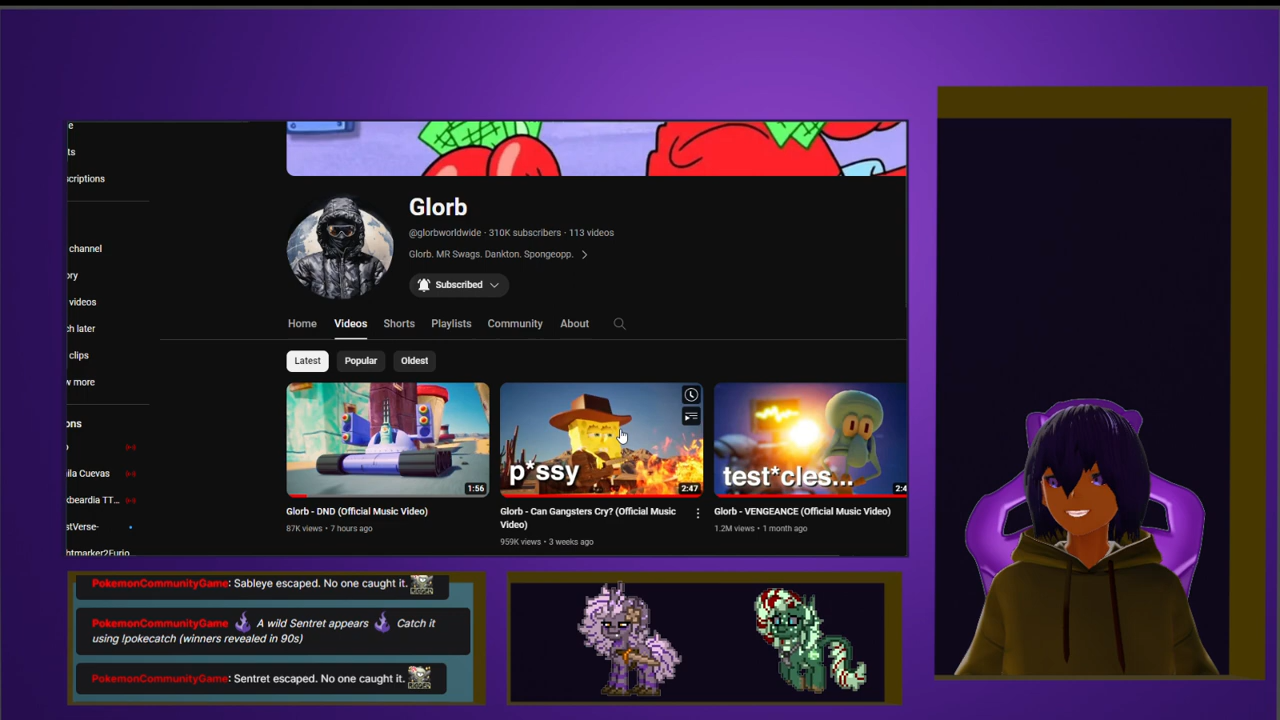 e
ts
scriptions
channel
ory
videos
ch later
clips
w more
ons
ila Cuevas
kbeardia TT...
stVerse-
htmarker2Furio
Glorb
@glorbworldwide · 310K subscribers · 113 videos
Glorb. MR Swags. Dankton. Spongeopp.
Subscribed
Home Videos Shorts Playlists Community About
Latest Popular Oldest
1:56
p*ssy
2:47
test*cles...
2:4
Glorb - DND (Official Music Video)
87K views • 7 hours ago
Glorb - Can Gangsters Cry? (Official Music
Video)
959K views • 3 weeks ago
Glorb - VENGEANCE (Official Music Video)
1.2M views • 1 month ago
PokemonCommunityGame: Sableye escaped. No one caught it.
PokemonCommunityGame A wild Sentret appears Catch it
using !pokecatch (winners revealed in 90s)
PokemonCommunityGame: Sentret escaped. No one caught it.